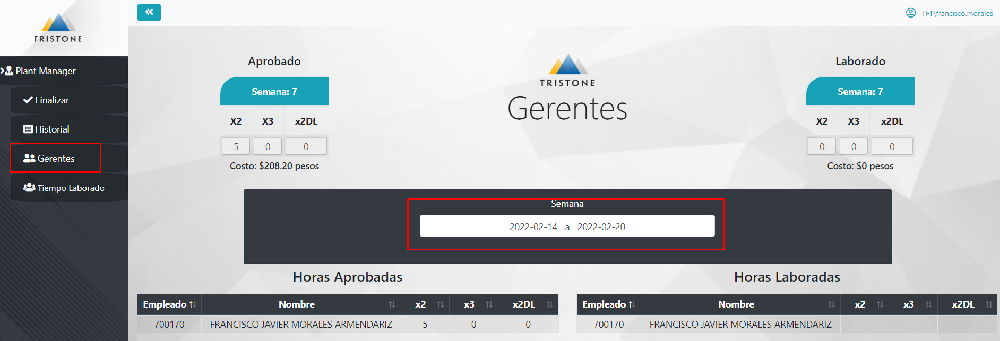 TRISTONE
Plant Manager
Finalizar
Historial
Gerentes
Tiempo Laborado
TFT\francisco.morales
Aprobado
Semana: 7
X2 X3 x2DL
5 0 0
Costo: $208.20 pesos
TRISTONE
Gerentes
Laborado
Semana: 7
X2 X3 x2DL
0 0 0
Costo: $0 pesos
Semana
2022-02-14 a 2022-02-20
Horas Aprobadas
Empleado Nombre x2 x3 x2DL
700170 FRANCISCO JAVIER MORALES ARMENDARIZ 5 0 0
Horas Laboradas
Empleado Nombre x2 x3 x2DL
700170 FRANCISCO JAVIER MORALES ARMENDARIZ